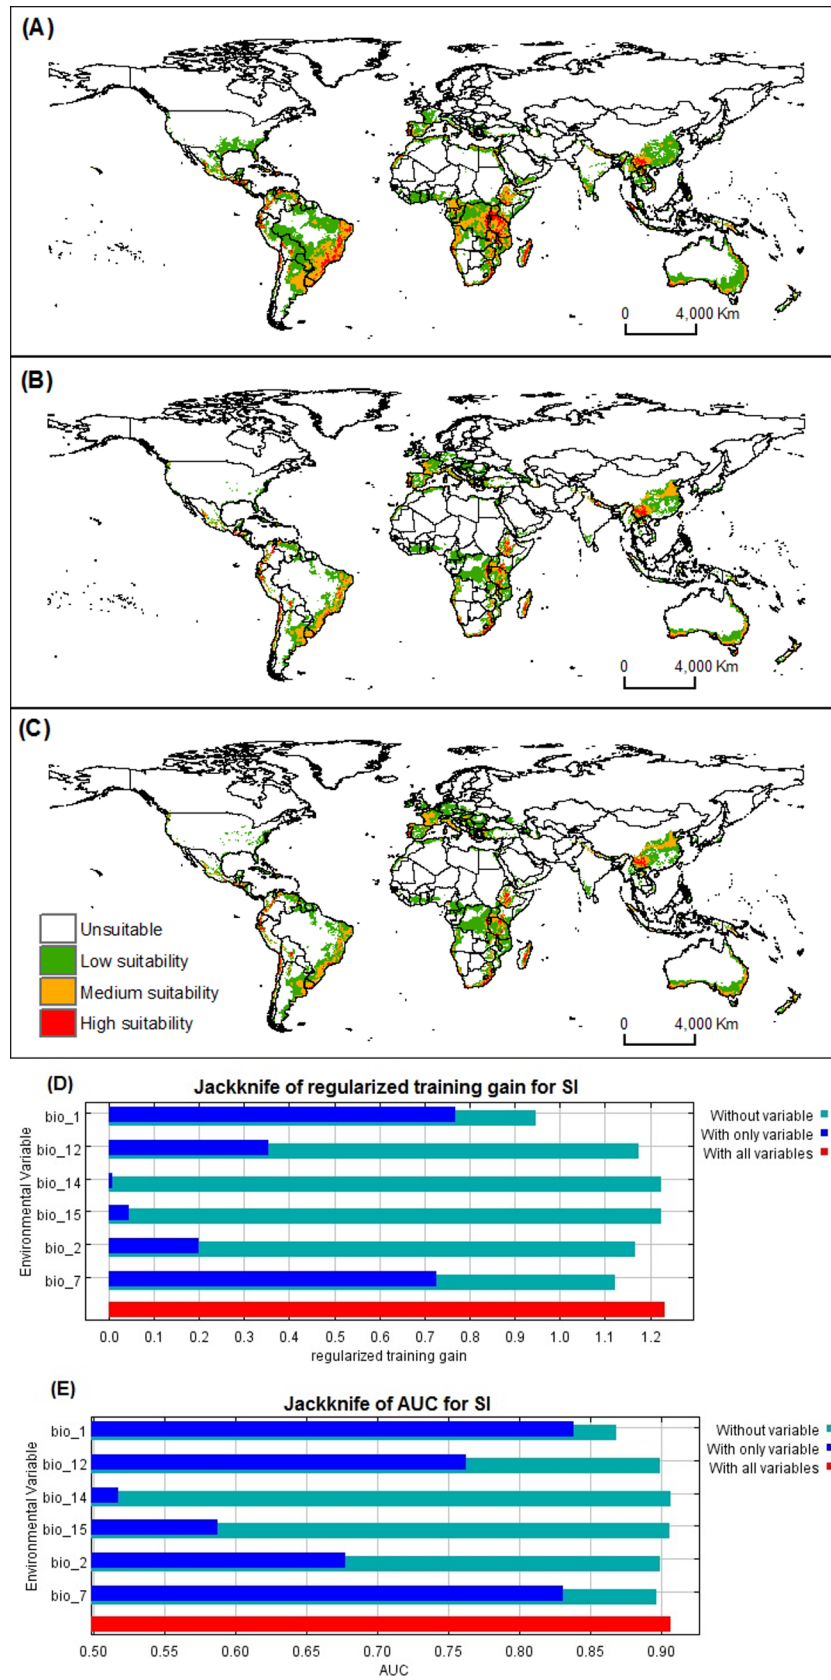 (A)
0 4,000 Km
(B)
0 4,000 Km
(C)
Unsuitable
Low suitability
Medium suitability
High suitability
0 4,000 Km
(D)
Jackknife of regularized training gain for SI
Environmental Variable
bio_1
bio_12
bio_14
bio_15
bio_2
bio_7
Without variable
With only variable
With all variables
0.0 0.1 0.2 0.3 0.4 0.5 0.6 0.7 0.8 0.9 1.0 1.1 1.2
regularized training gain
(E)
Jackknife of AUC for SI
Environmental Variable
bio_1
bio_12
bio_14
bio_15
bio_2
bio_7
Without variable
With only variable
With all variables
0.50 0.55 0.60 0.65 0.70 0.75 0.80 0.85 0.90
AUC